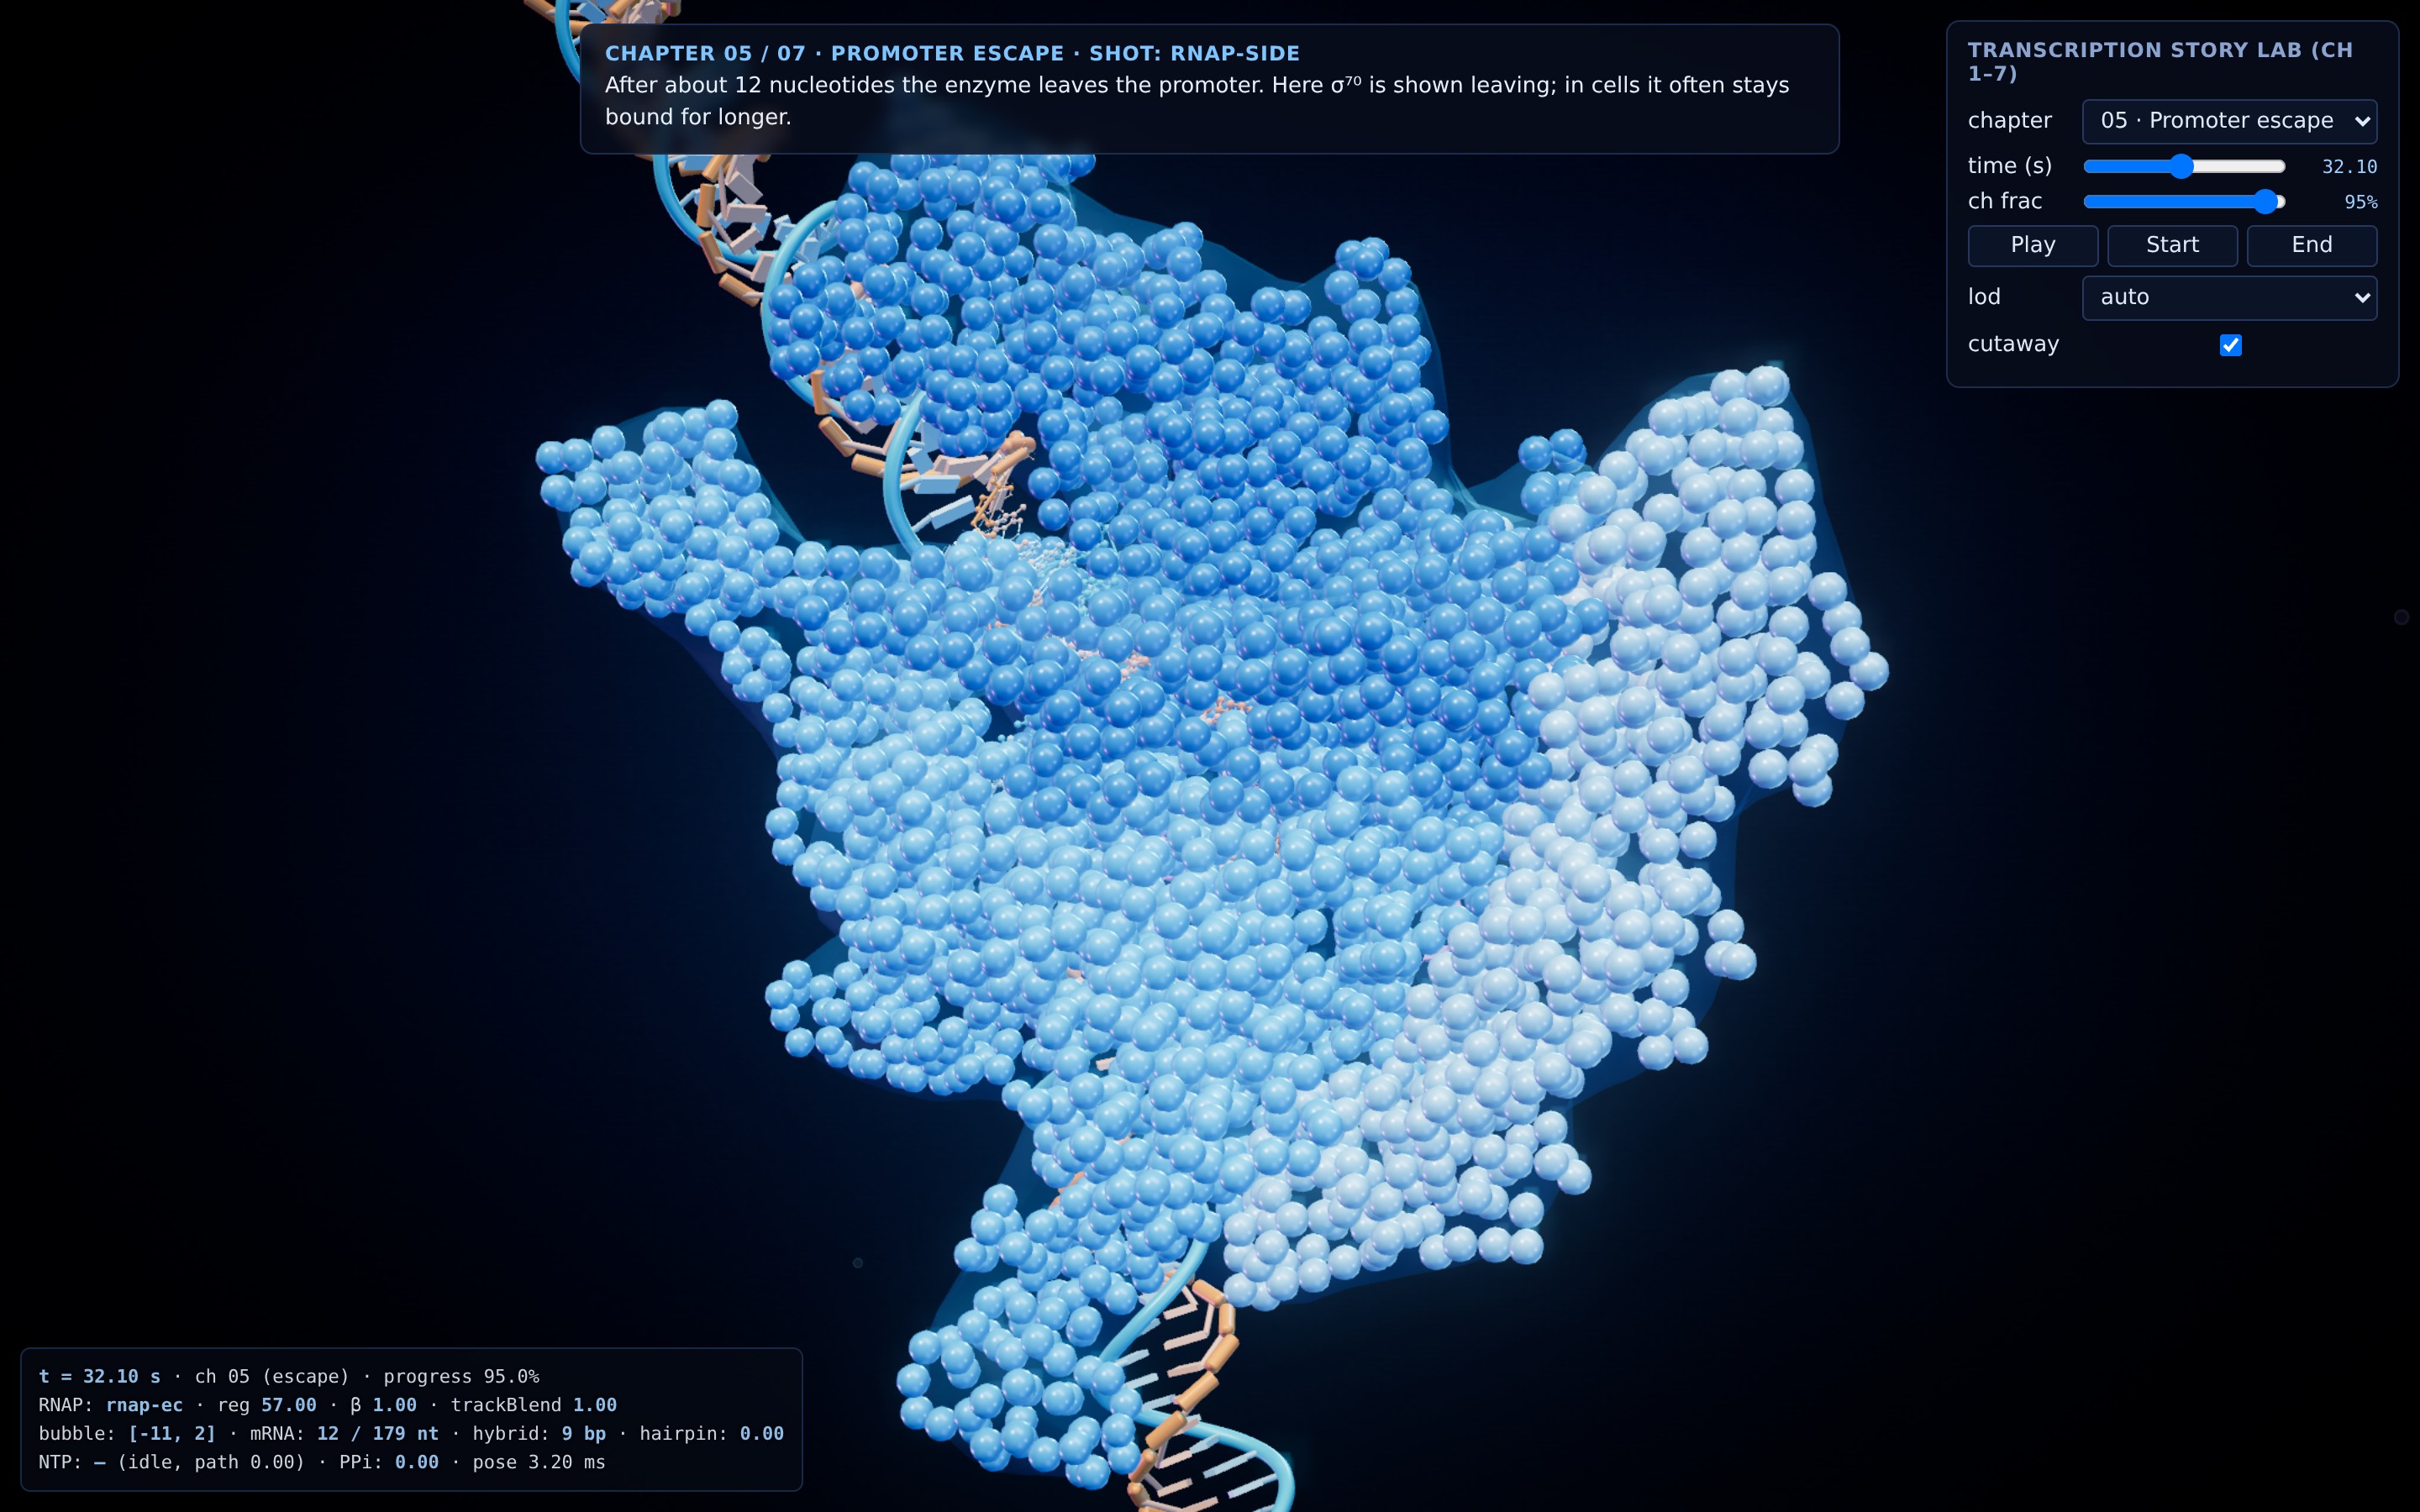 CHAPTER 05 / 07 · PROMOTER ESCAPE · SHOT: RNAP-SIDE
After about 12 nucleotides the enzyme leaves the promoter. Here σ⁷⁰ is shown leaving; in cells it often stays
bound for longer.
TRANSCRIPTION STORY LAB (CH
1–7)
chapter 05 · Promoter escape
time (s) 32.10
ch frac 95%
Play Start End
lod auto
cutaway
t = 32.10 s · ch 05 (escape) · progress 95.0%
RNAP: rnap-ec · reg 57.00 · β 1.00 · trackBlend 1.00
bubble: [-11, 2] · mRNA: 12 / 179 nt · hybrid: 9 bp · hairpin: 0.00
NTP: — (idle, path 0.00) · PPi: 0.00 · pose 3.20 ms